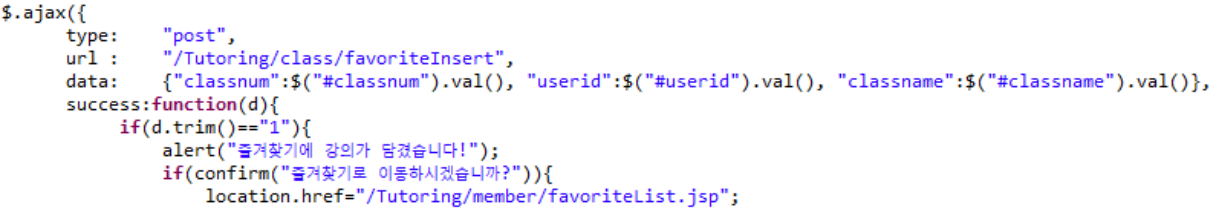 $.ajax({
type: "post",
url : "/Tutoring/class/favoriteInsert",
data: {"classnum":$("#classnum").val(), "userid":$("#userid").val(), "classname":$("#classname").val()},
success:function(d){
if(d.trim()=="1"){
alert("즐겨찾기에 강의가 담겼습니다!");
if(confirm("즐겨찾기로 이동하시겠습니까?")){
location.href="/Tutoring/member/favoriteList.jsp";